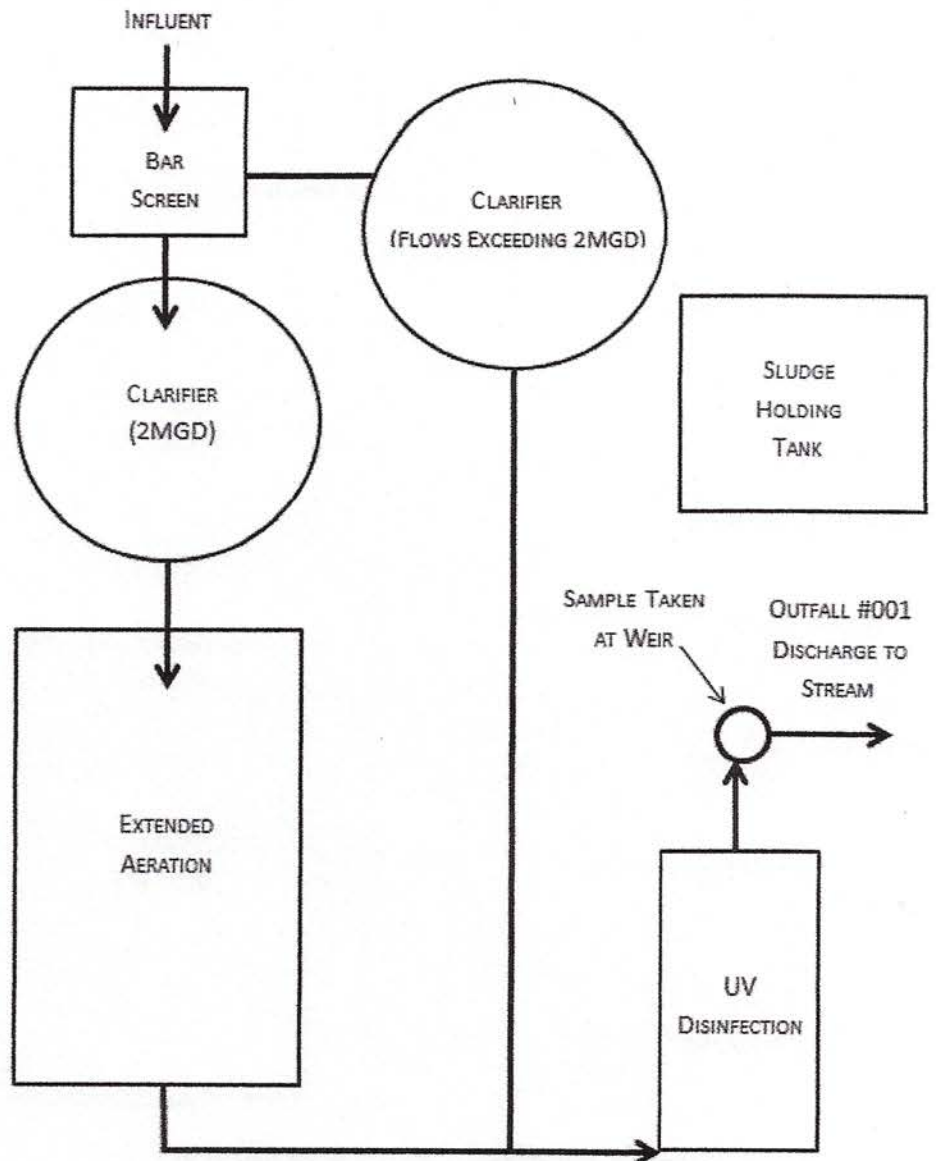 INFLUENT
BAR
SCREEN
CLARIFIER
(FLOWS EXCEEDING 2MGD)
CLARIFIER
(2MGD)
SLUDGE
HOLDING
TANK
SAMPLE TAKEN
AT WEIR
OUTFALL #001
DISCHARGE TO
STREAM
EXTENDED
AERATION
UV
DISINFECTION